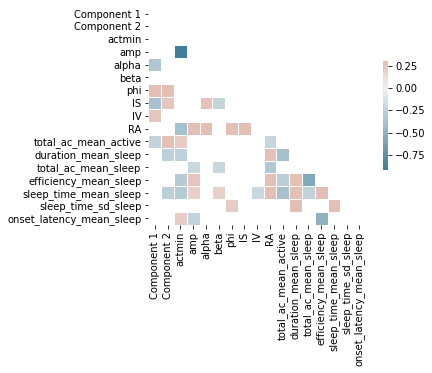 Component 1
Component 2
actmin
amp
alpha
beta
phi
IS
IV
RA
total_ac_mean_active
duration_mean_sleep
total_ac_mean_sleep
efficiency_mean_sleep
sleep_time_mean_sleep
sleep_time_sd_sleep
onset_latency_mean_sleep
Component 1
Component 2
actmin
amp
alpha
beta
phi
IS
IV
RA
total_ac_mean_active
duration_mean_sleep
total_ac_mean_sleep
efficiency_mean_sleep
sleep_time_mean_sleep
sleep_time_sd_sleep
onset_latency_mean_sleep
0.25
0.00
−0.25
−0.50
−0.75